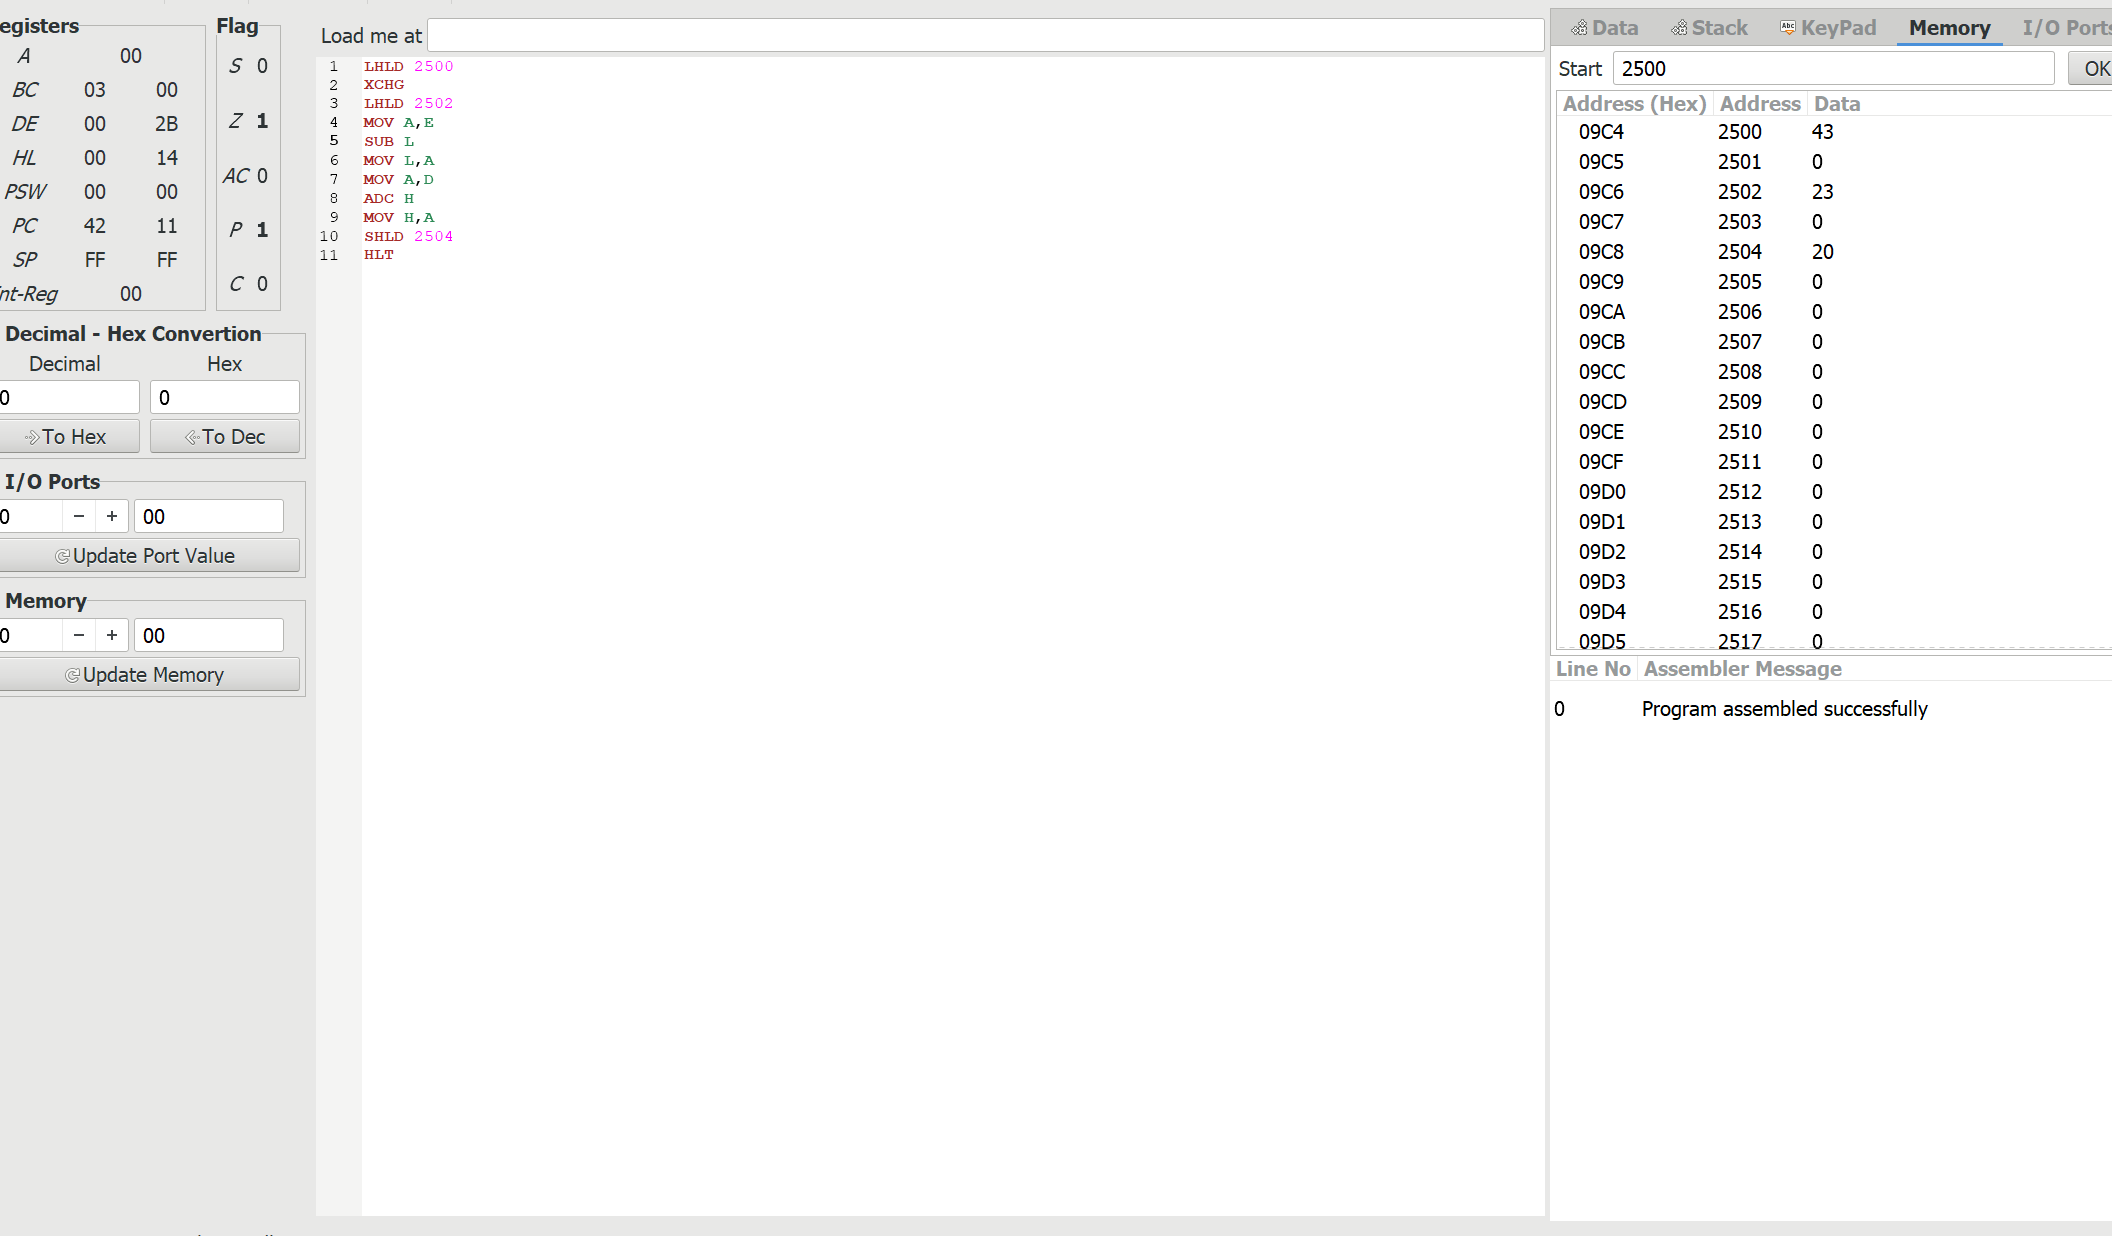 egisters
A 00
BC 03 00
DE 00 2B
HL 00 14
PSW 00 00
PC 42 11
SP FF FF
nt-Reg 00
Flag
S 0
Z 1
AC 0
P 1
C 0
Decimal - Hex Convertion
Decimal Hex
0 0
To Hex To Dec
I/O Ports
0 − + 00
Update Port Value
Memory
0 − + 00
Update Memory
Load me at
1 LHLD 2500
2 XCHG
3 LHLD 2502
4 MOV A,E
5 SUB L
6 MOV L,A
7 MOV A,D
8 ADC H
9 MOV H,A
10 SHLD 2504
11 HLT
Data Stack Abc KeyPad Memory I/O Ports
Start 2500 OK
Address (Hex) Address Data
09C4 2500 43
09C5 2501 0
09C6 2502 23
09C7 2503 0
09C8 2504 20
09C9 2505 0
09CA 2506 0
09CB 2507 0
09CC 2508 0
09CD 2509 0
09CE 2510 0
09CF 2511 0
09D0 2512 0
09D1 2513 0
09D2 2514 0
09D3 2515 0
09D4 2516 0
09D5 2517 0
Line No Assembler Message
0 Program assembled successfully